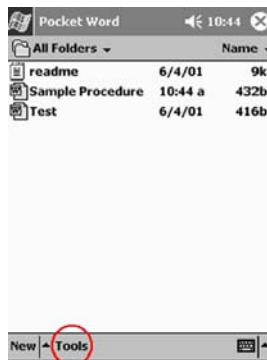 Pocket Word 10:44
All Folders Name
readme 6/4/01 9k
Sample Procedure 10:44 a 432b
Test 6/4/01 416b
New Tools